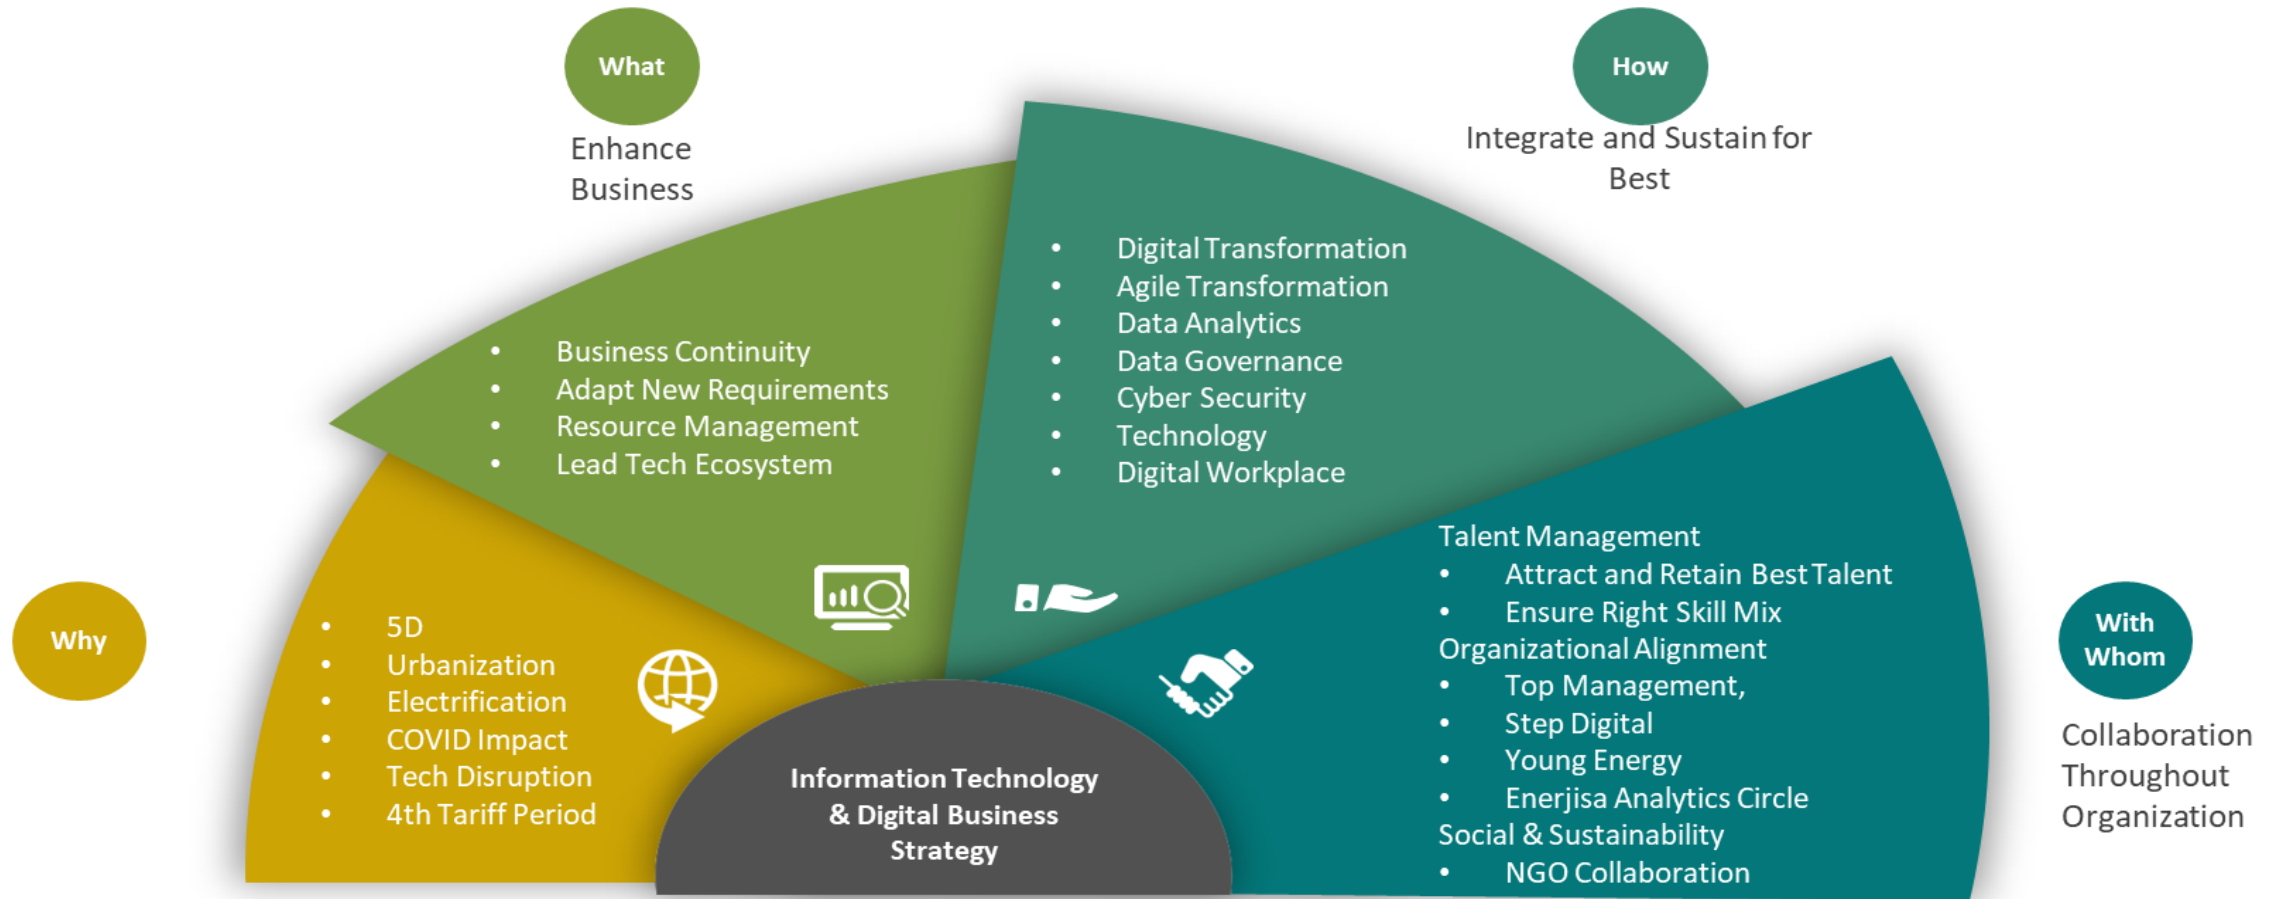 What
Enhance
Business
How
Integrate and Sustain for
Best
• Digital Transformation
• Agile Transformation
• Data Analytics
• Data Governance
• Cyber Security
• Technology
• Digital Workplace
• Business Continuity
• Adapt New Requirements
• Resource Management
• Lead Tech Ecosystem
Why
• 5D
• Urbanization
• Electrification
• COVID Impact
• Tech Disruption
• 4th Tariff Period
Talent Management
• Attract and Retain Best Talent
• Ensure Right Skill Mix
Organizational Alignment
• Top Management,
• Step Digital
• Young Energy
• Enerjisa Analytics Circle
Social & Sustainability
• NGO Collaboration
With
Whom
Collaboration
Throughout
Organization
Information Technology
& Digital Business
Strategy